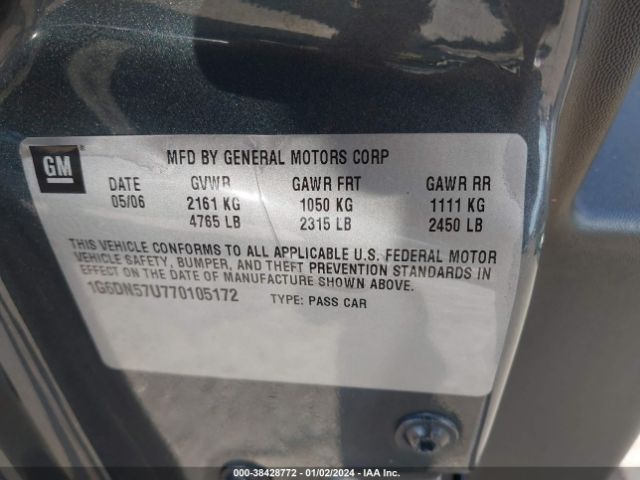 GM
MFD BY GENERAL MOTORS CORP
DATE GVWR GAWR FRT GAWR RR
05/06 2161 KG 1050 KG 1111 KG
4765 LB 2315 LB 2450 LB
THIS VEHICLE CONFORMS TO ALL APPLICABLE U.S. FEDERAL MOTOR
VEHICLE SAFETY, BUMPER, AND THEFT PREVENTION STANDARDS IN
EFFECT ON THE DATE OF MANUFACTURE SHOWN ABOVE.
1G6DN57U770105172 TYPE: PASS CAR
000-38428772 - 01/02/2024 - IAA Inc.